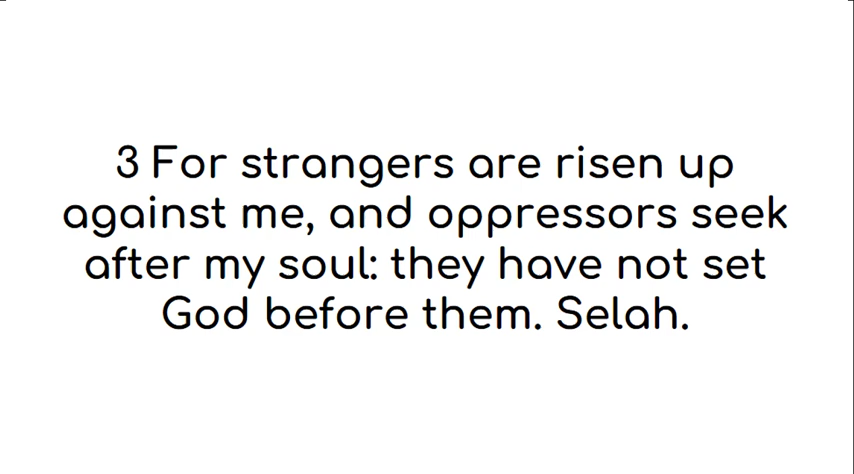 3 For strangers are risen up
against me, and oppressors seek
after my soul: they have not set
God before them. Selah.